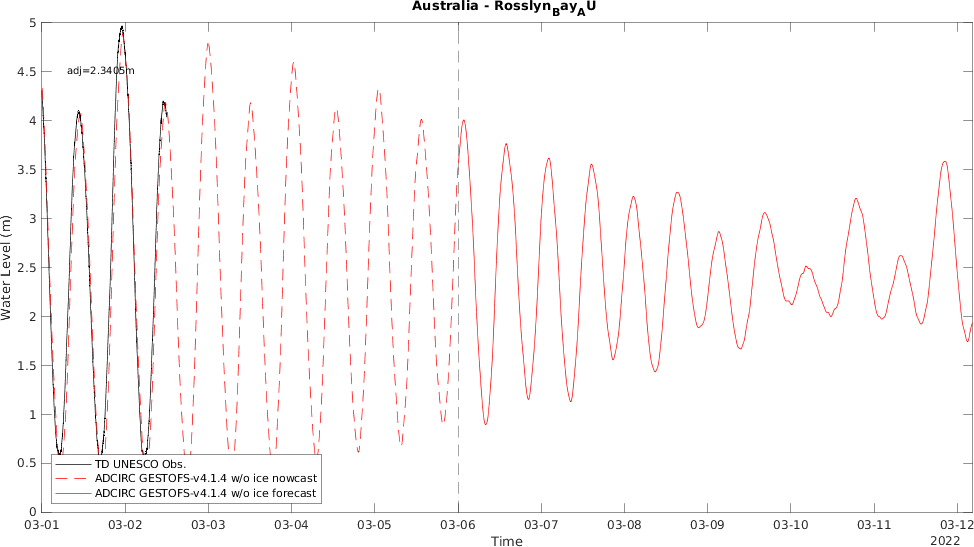 Australia - RosslynBayAU
5
4.5
adj=2.3405m
4
3.5
3
2.5
2
1.5
1
0.5
0
Water Level (m)
TD UNESCO Obs.
ADCIRC GESTOFS-v4.1.4 w/o ice nowcast
ADCIRC GESTOFS-v4.1.4 w/o ice forecast
03-01 03-02 03-03 03-04 03-05 03-06 03-07 03-08 03-09 03-10 03-11 03-12
Time
2022